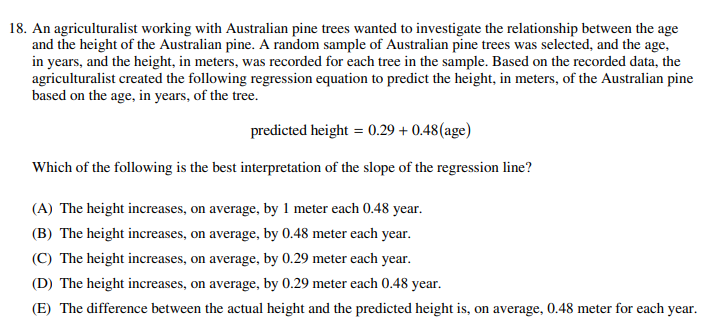 18. An agriculturalist working with Australian pine trees wanted to investigate the relationship between the age
and the height of the Australian pine. A random sample of Australian pine trees was selected, and the age,
in years, and the height, in meters, was recorded for each tree in the sample. Based on the recorded data, the
agriculturalist created the following regression equation to predict the height, in meters, of the Australian pine
based on the age, in years, of the tree.
predicted height = 0.29 + 0.48(age)
Which of the following is the best interpretation of the slope of the regression line?
(A) The height increases, on average, by 1 meter each 0.48 year.
(B) The height increases, on average, by 0.48 meter each year.
(C) The height increases, on average, by 0.29 meter each year.
(D) The height increases, on average, by 0.29 meter each 0.48 year.
(E) The difference between the actual height and the predicted height is, on average, 0.48 meter for each year.